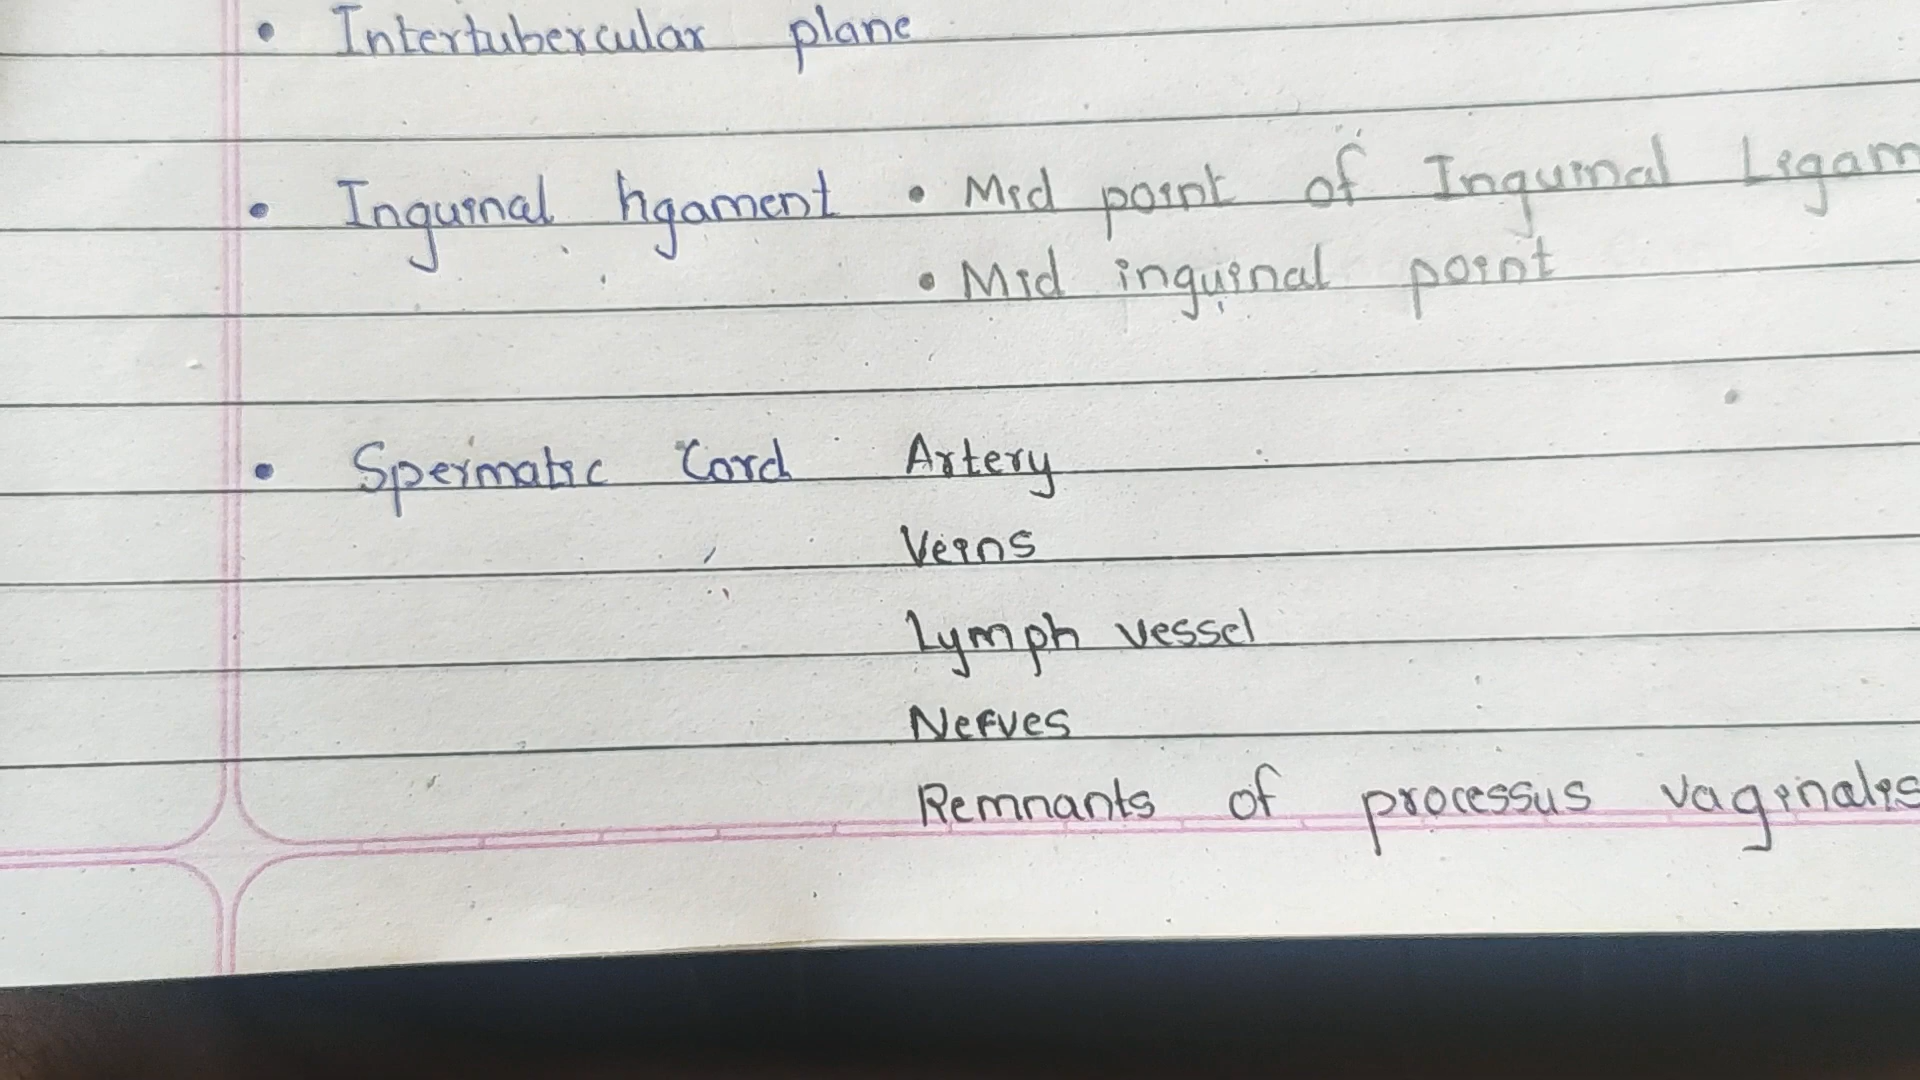 • Intertubercular plane
• Inguinal ligament • Mid point of Inguinal Ligam
• Mid inguinal point
• Spermatic Cord Artery
Veins
Lymph vessel
Nerves
Remnants of processus vaginalis